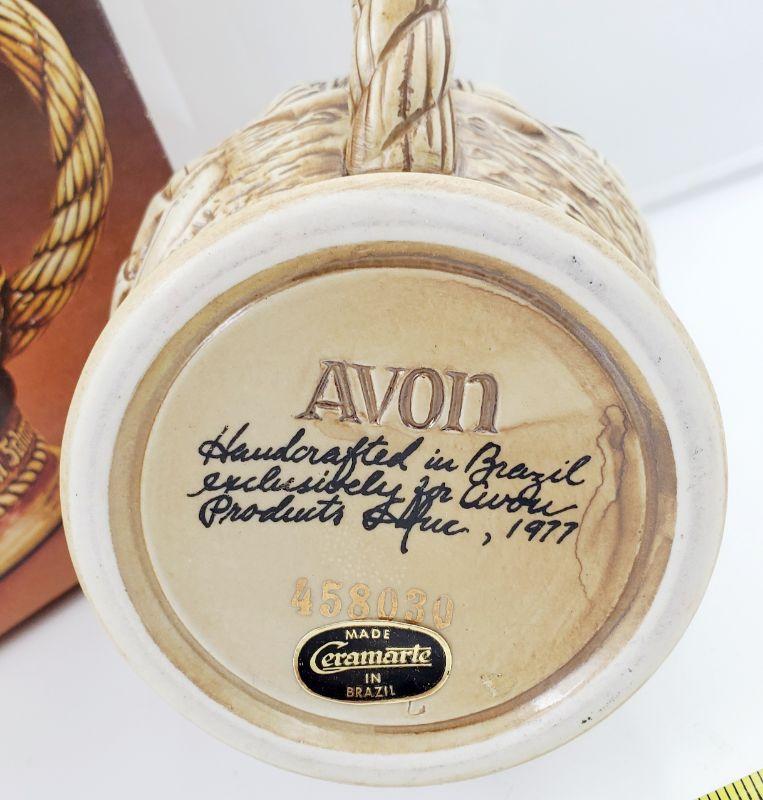 AVON
Handcrafted in Brazil
exclusively for Avon
Products Inc, 1977
458030
MADE
Ceramarte
IN
BRAZIL